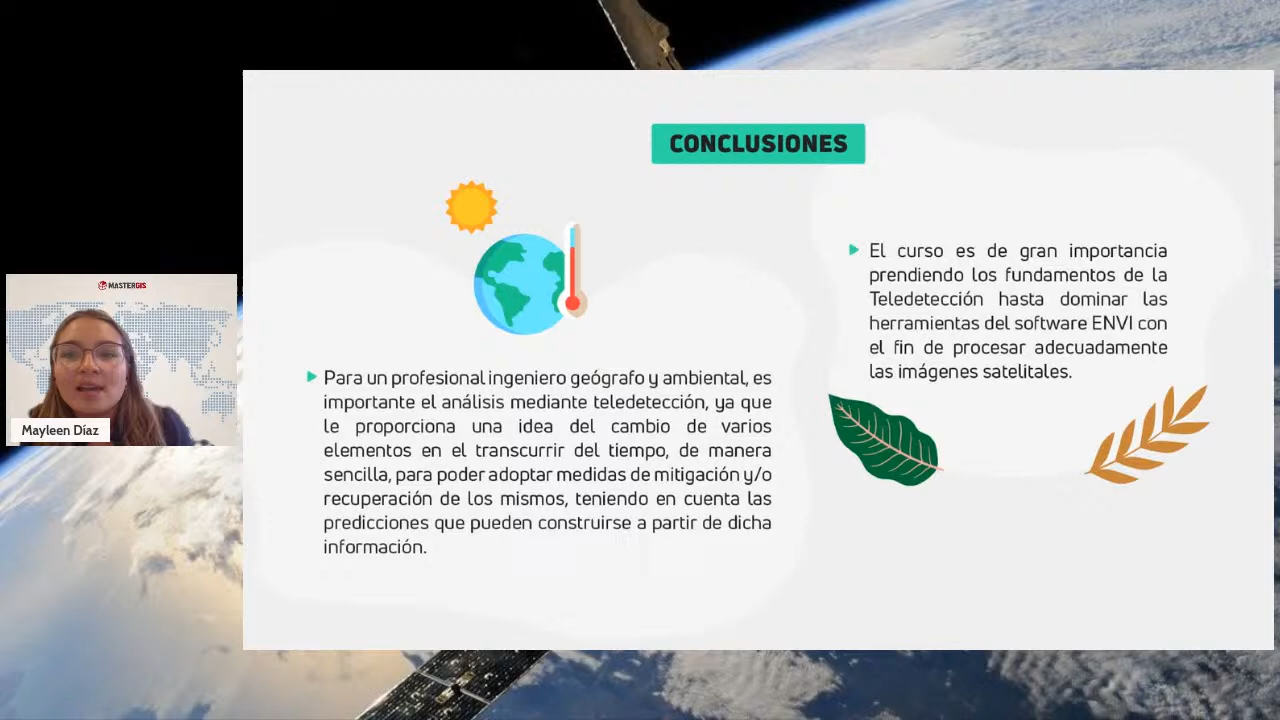 CONCLUSIONES
MASTERGIS
Mayleen Díaz
Para un profesional ingeniero geógrafo y ambiental, es
importante el análisis mediante teledetección, ya que
le proporciona una idea del cambio de varios
elementos en el transcurrir del tiempo, de manera
sencilla, para poder adoptar medidas de mitigación y/o
recuperación de los mismos, teniendo en cuenta las
predicciones que pueden construirse a partir de dicha
información.
El curso es de gran importancia
prendiendo los fundamentos de la
Teledetección hasta dominar las
herramientas del software ENVI con
el fin de procesar adecuadamente
las imágenes satelitales.